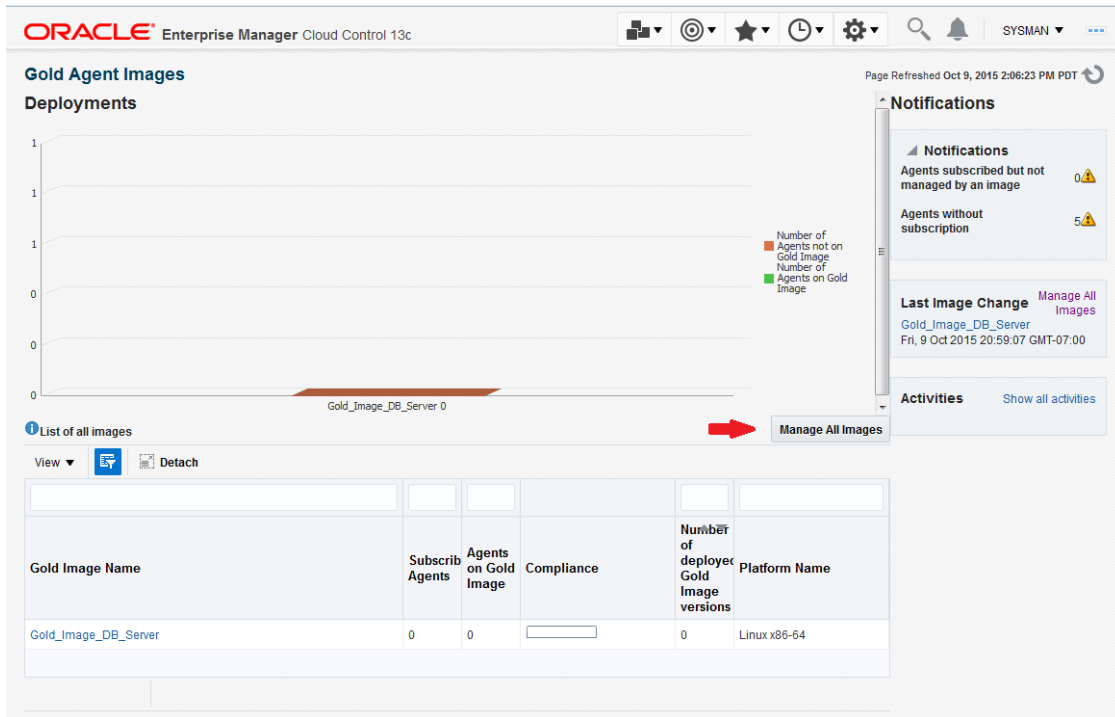 ORACLE Enterprise Manager Cloud Control 13c
SYSMAN
Gold Agent Images
Page Refreshed Oct 9, 2015 2:06:23 PM PDT
Deployments
1
1
1
0
0
0
Gold_Image_DB_Server 0
Number of
Agents not on
Gold Image
Number of
Agents on Gold
Image
Notifications
Notifications
Agents subscribed but not
managed by an image
0
Agents without
subscription
5
Last Image Change
Manage All
Images
Gold_Image_DB_Server
Fri, 9 Oct 2015 20:59:07 GMT-07:00
Activities
Show all activities
List of all images
Manage All Images
View
Detach
Gold Image Name
Subscrib
Agents
Agents
on Gold
Image
Compliance
Number
of
deployed
Gold
Image
versions
Platform Name
Gold_Image_DB_Server 0 0 0 Linux x86-64